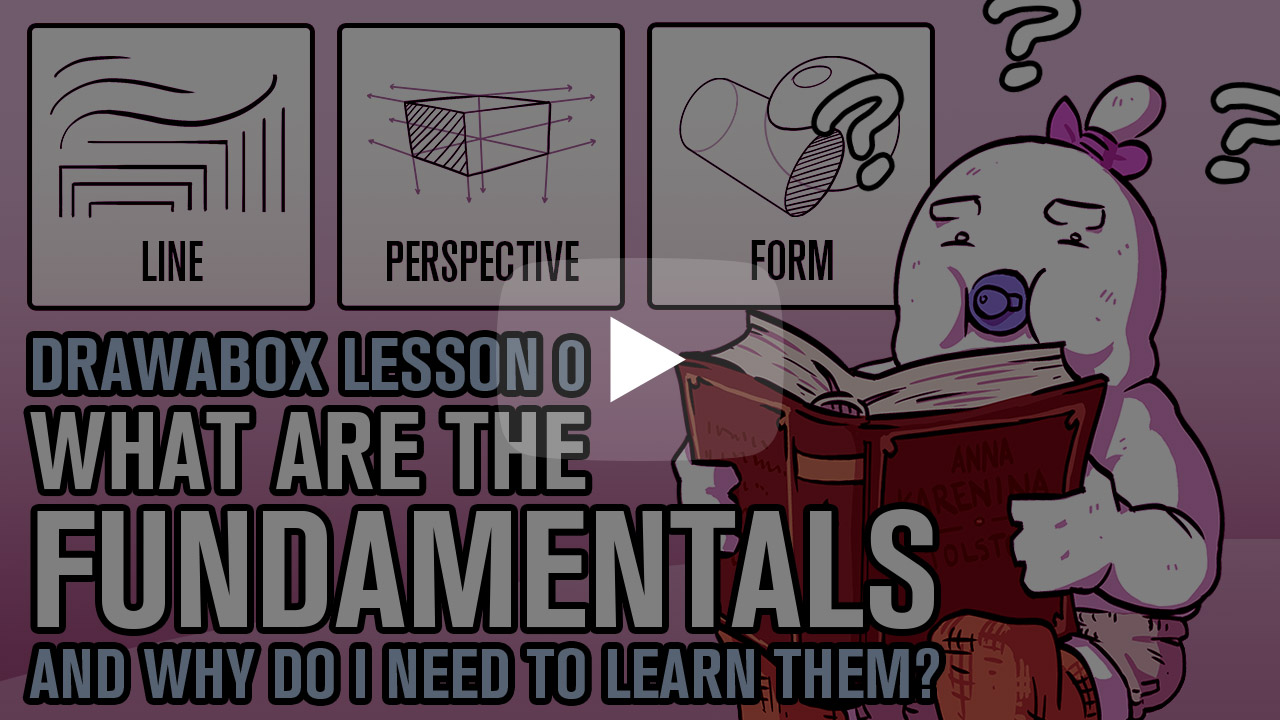 LINE
PERSPECTIVE
FORM
DRAWABOX LESSON 0
WHAT ARE THE
FUNDAMENTALS
AND WHY DO I NEED TO LEARN THEM?
ANNA
KARENINA
? ? ?